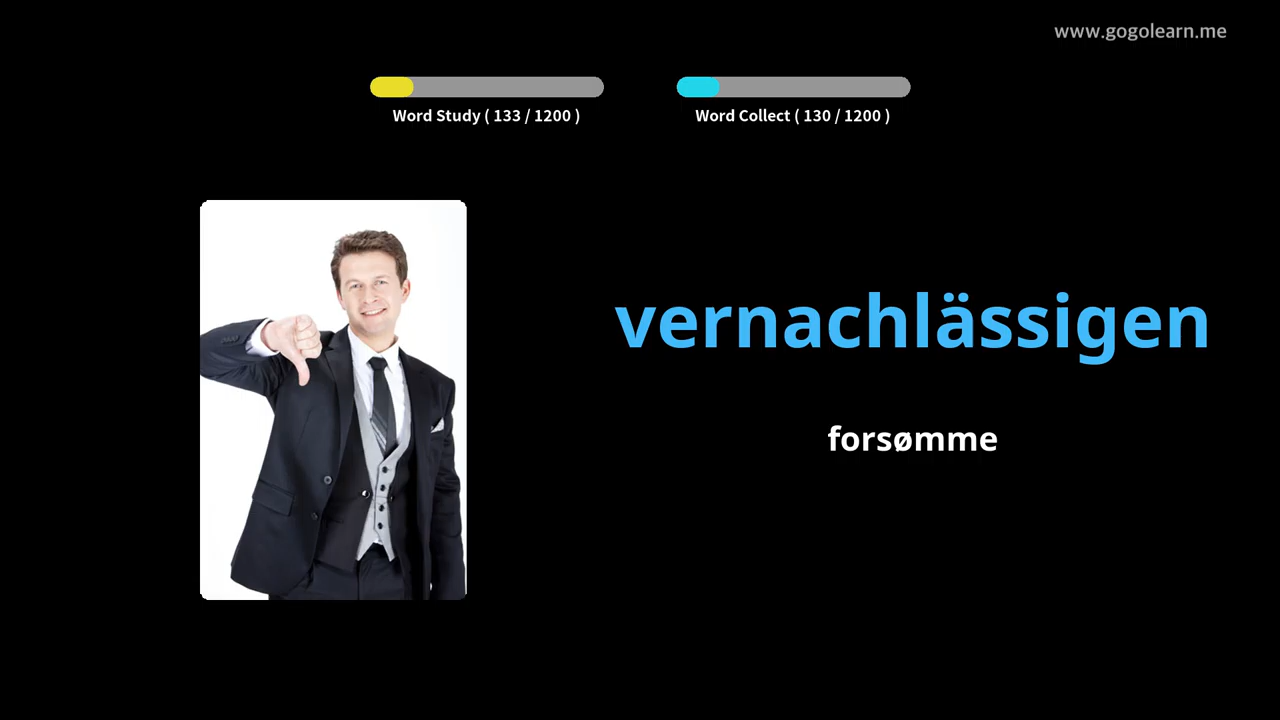 www.gogolearn.me
Word Study ( 133 / 1200 )
Word Collect ( 130 / 1200 )
vernachlässigen
forsømme